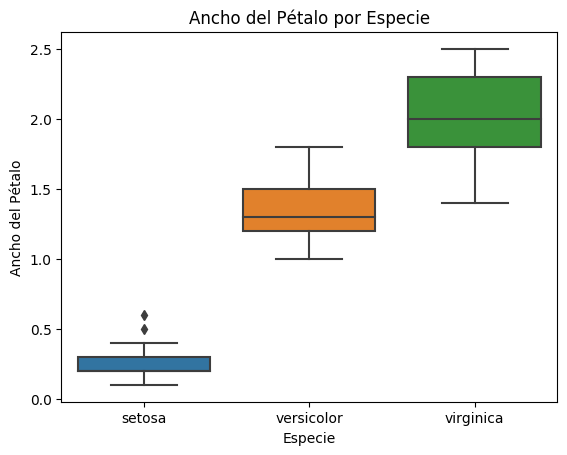 Ancho del Pétalo por Especie
Ancho del Pétalo
2.5
2.0
1.5
1.0
0.5
0.0
setosa versicolor virginica
Especie